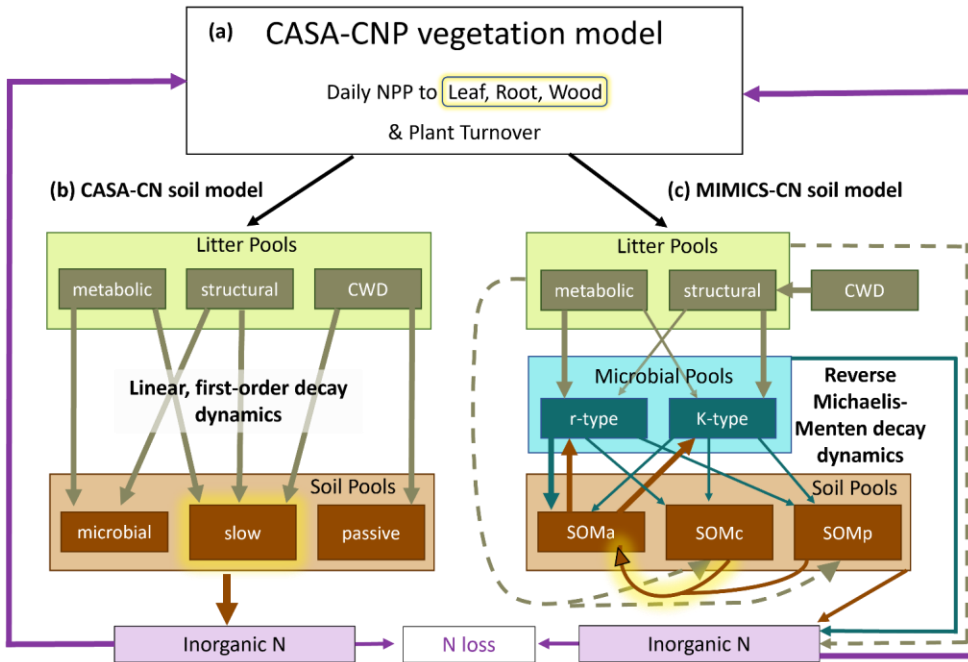 (a) CASA-CNP vegetation model
Daily NPP to Leaf, Root, Wood
& Plant Turnover
(b) CASA-CN soil model
(c) MIMICS-CN soil model
Litter Pools
metabolic
structural
CWD
Linear, first-order decay
dynamics
Soil Pools
microbial
slow
passive
Litter Pools
metabolic
structural
CWD
Microbial Pools
r-type
K-type
Reverse
Michaelis-
Menten decay
dynamics
Soil Pools
SOMa
SOMc
SOMp
Inorganic N
N loss
Inorganic N